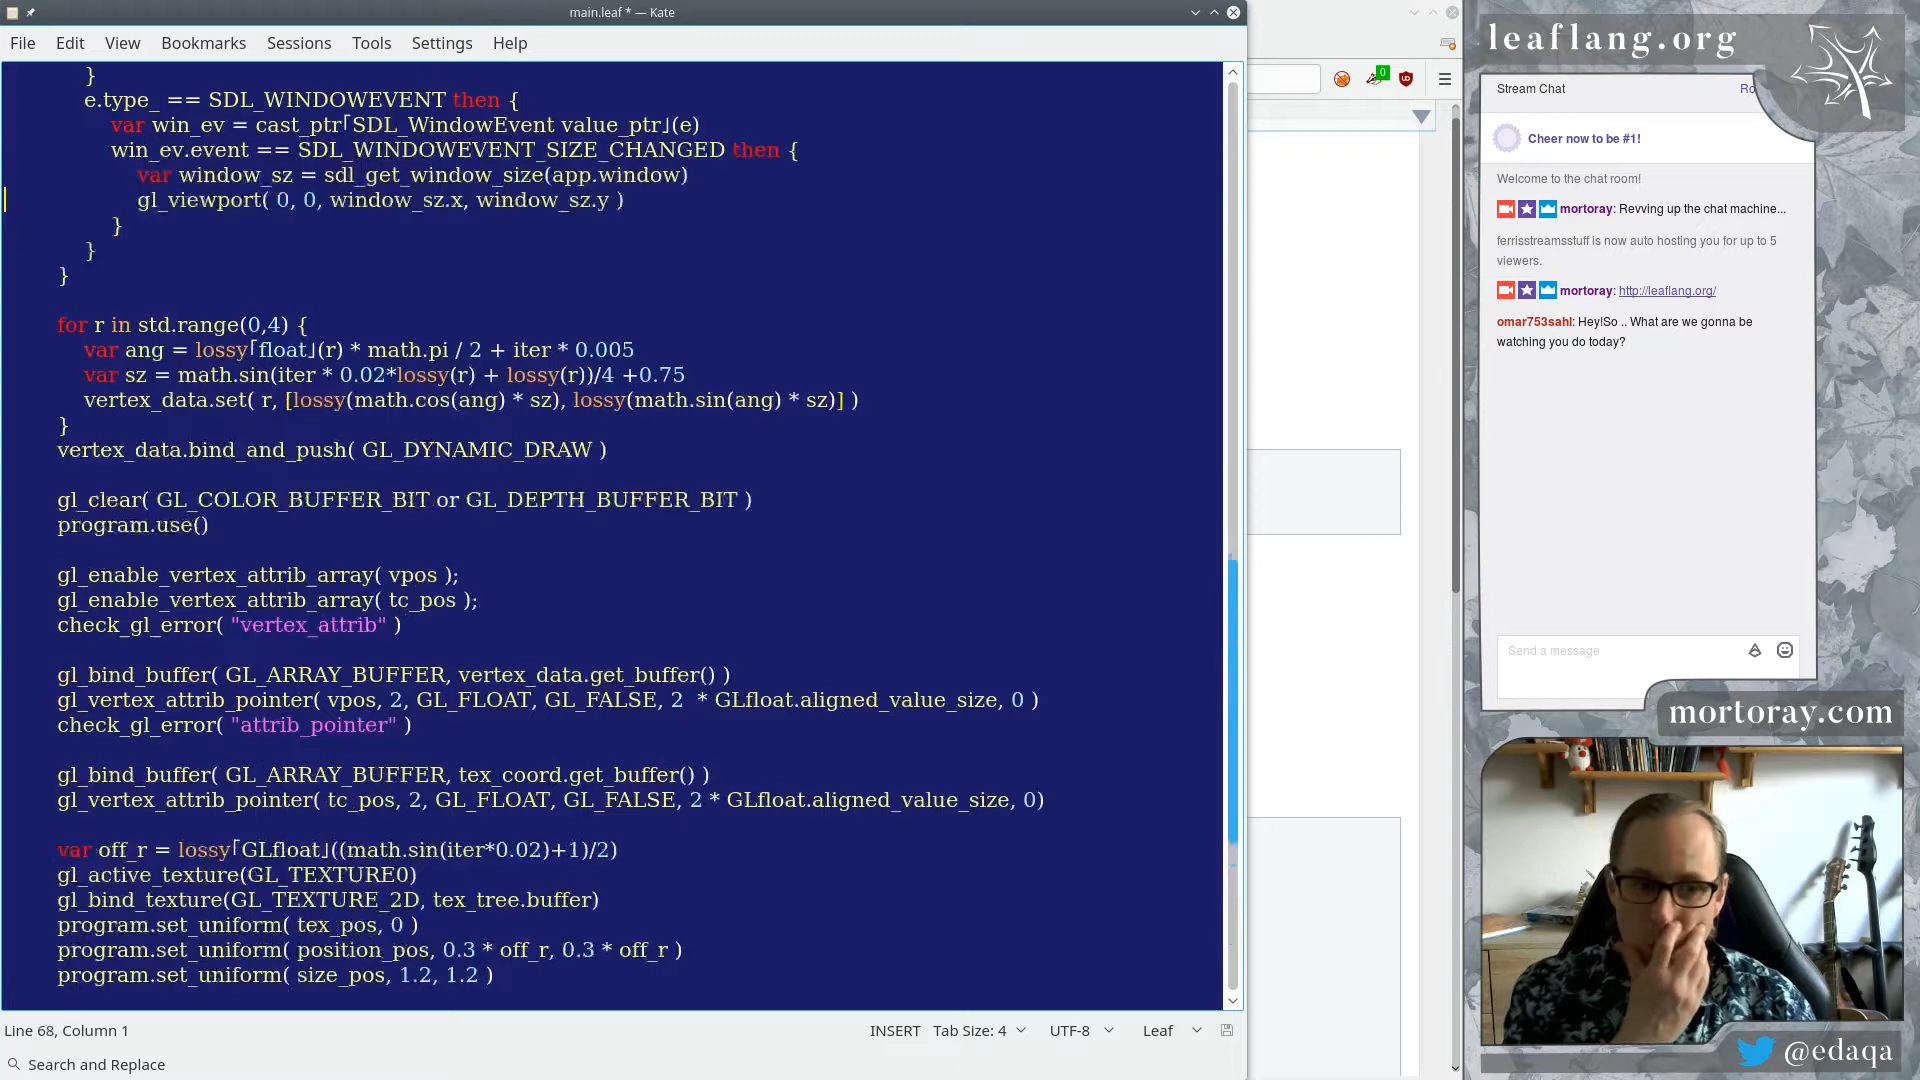 main.leaf * — Kate
File Edit View Bookmarks Sessions Tools Settings Help
}
e.type_ == SDL_WINDOWEVENT then {
var win_ev = cast_ptr「SDL_WindowEvent value_ptr」(e)
win_ev.event == SDL_WINDOWEVENT_SIZE_CHANGED then {
var window_sz = sdl_get_window_size(app.window)
gl_viewport( 0, 0, window_sz.x, window_sz.y )
}
}
}
for r in std.range(0,4) {
var ang = lossy「float」(r) * math.pi / 2 + iter * 0.005
var sz = math.sin(iter * 0.02*lossy(r) + lossy(r))/4 +0.75
vertex_data.set( r, [lossy(math.cos(ang) * sz), lossy(math.sin(ang) * sz)] )
}
vertex_data.bind_and_push( GL_DYNAMIC_DRAW )
gl_clear( GL_COLOR_BUFFER_BIT or GL_DEPTH_BUFFER_BIT )
program.use()
gl_enable_vertex_attrib_array( vpos );
gl_enable_vertex_attrib_array( tc_pos );
check_gl_error( "vertex_attrib" )
gl_bind_buffer( GL_ARRAY_BUFFER, vertex_data.get_buffer() )
gl_vertex_attrib_pointer( vpos, 2, GL_FLOAT, GL_FALSE, 2  * GLfloat.aligned_value_size, 0 )
check_gl_error( "attrib_pointer" )
gl_bind_buffer( GL_ARRAY_BUFFER, tex_coord.get_buffer() )
gl_vertex_attrib_pointer( tc_pos, 2, GL_FLOAT, GL_FALSE, 2 * GLfloat.aligned_value_size, 0)
var off_r = lossy「GLfloat」((math.sin(iter*0.02)+1)/2)
gl_active_texture(GL_TEXTURE0)
gl_bind_texture(GL_TEXTURE_2D, tex_tree.buffer)
program.set_uniform( tex_pos, 0 )
program.set_uniform( position_pos, 0.3 * off_r, 0.3 * off_r )
program.set_uniform( size_pos, 1.2, 1.2 )
Line 68, Column 1 INSERT Tab Size: 4 UTF-8 Leaf
Search and Replace
0
leaflang.org
Stream Chat Ro
Cheer now to be #1!
Welcome to the chat room!
mortoray: Revving up the chat machine...
ferrisstreamsstuff is now auto hosting you for up to 5
viewers.
mortoray: http://leaflang.org/
omar753sahl: Hey!So .. What are we gonna be
watching you do today?
Send a message
mortoray.com
@edaqa